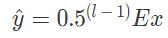 ŷ = 0.5^{(l − 1)}Ex